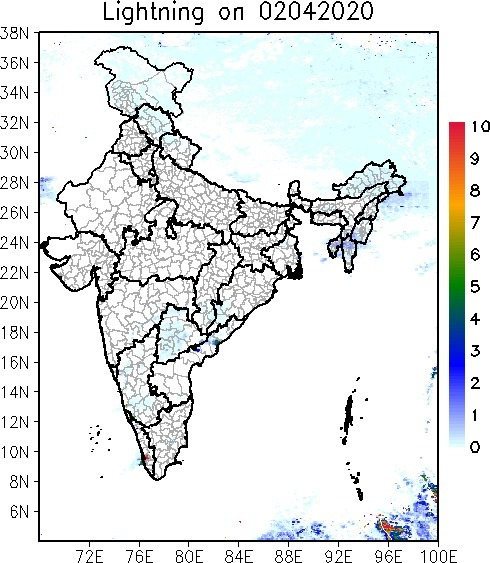 Lightning on 02042020
38N
36N
34N
32N
30N
28N
26N
24N
22N
20N
18N
16N
14N
12N
10N
8N
6N
72E 76E 80E 84E 88E 92E 96E 100E
10
9
8
7
6
5
4
3
2
1
0